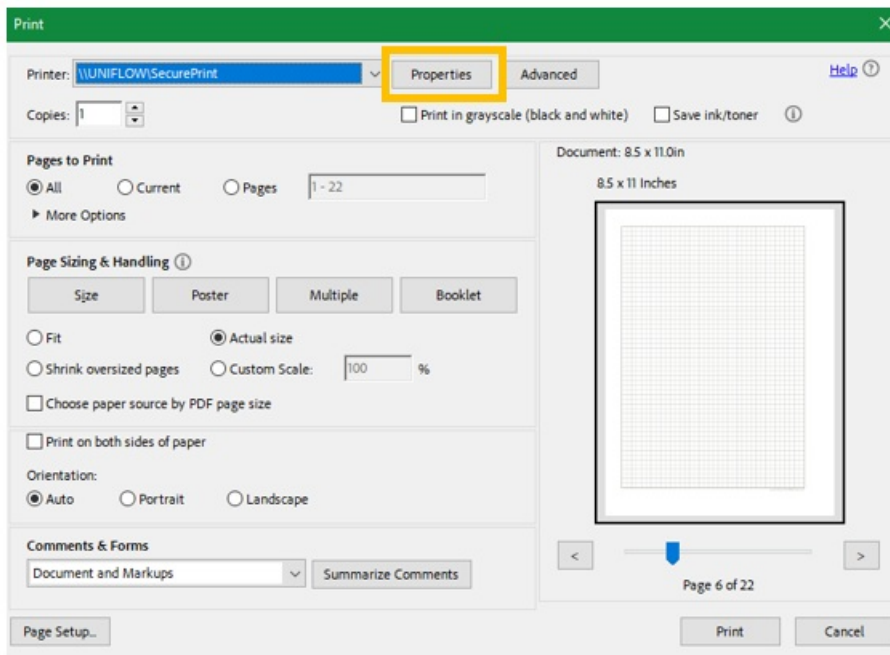 Print
Printer: \\UNIFLOW\SecurePrint Properties Advanced Help
Copies: 1 Print in grayscale (black and white) Save ink/toner
Pages to Print
All Current Pages 1 - 22
More Options
Page Sizing & Handling
Size Poster Multiple Booklet
Fit Actual size
Shrink oversized pages Custom Scale: 100 %
Choose paper source by PDF page size
Print on both sides of paper
Orientation:
Auto Portrait Landscape
Comments & Forms
Document and Markups Summarize Comments
Document: 8.5 x 11.0in
8.5 x 11 Inches
< >
Page 6 of 22
Page Setup... Print Cancel